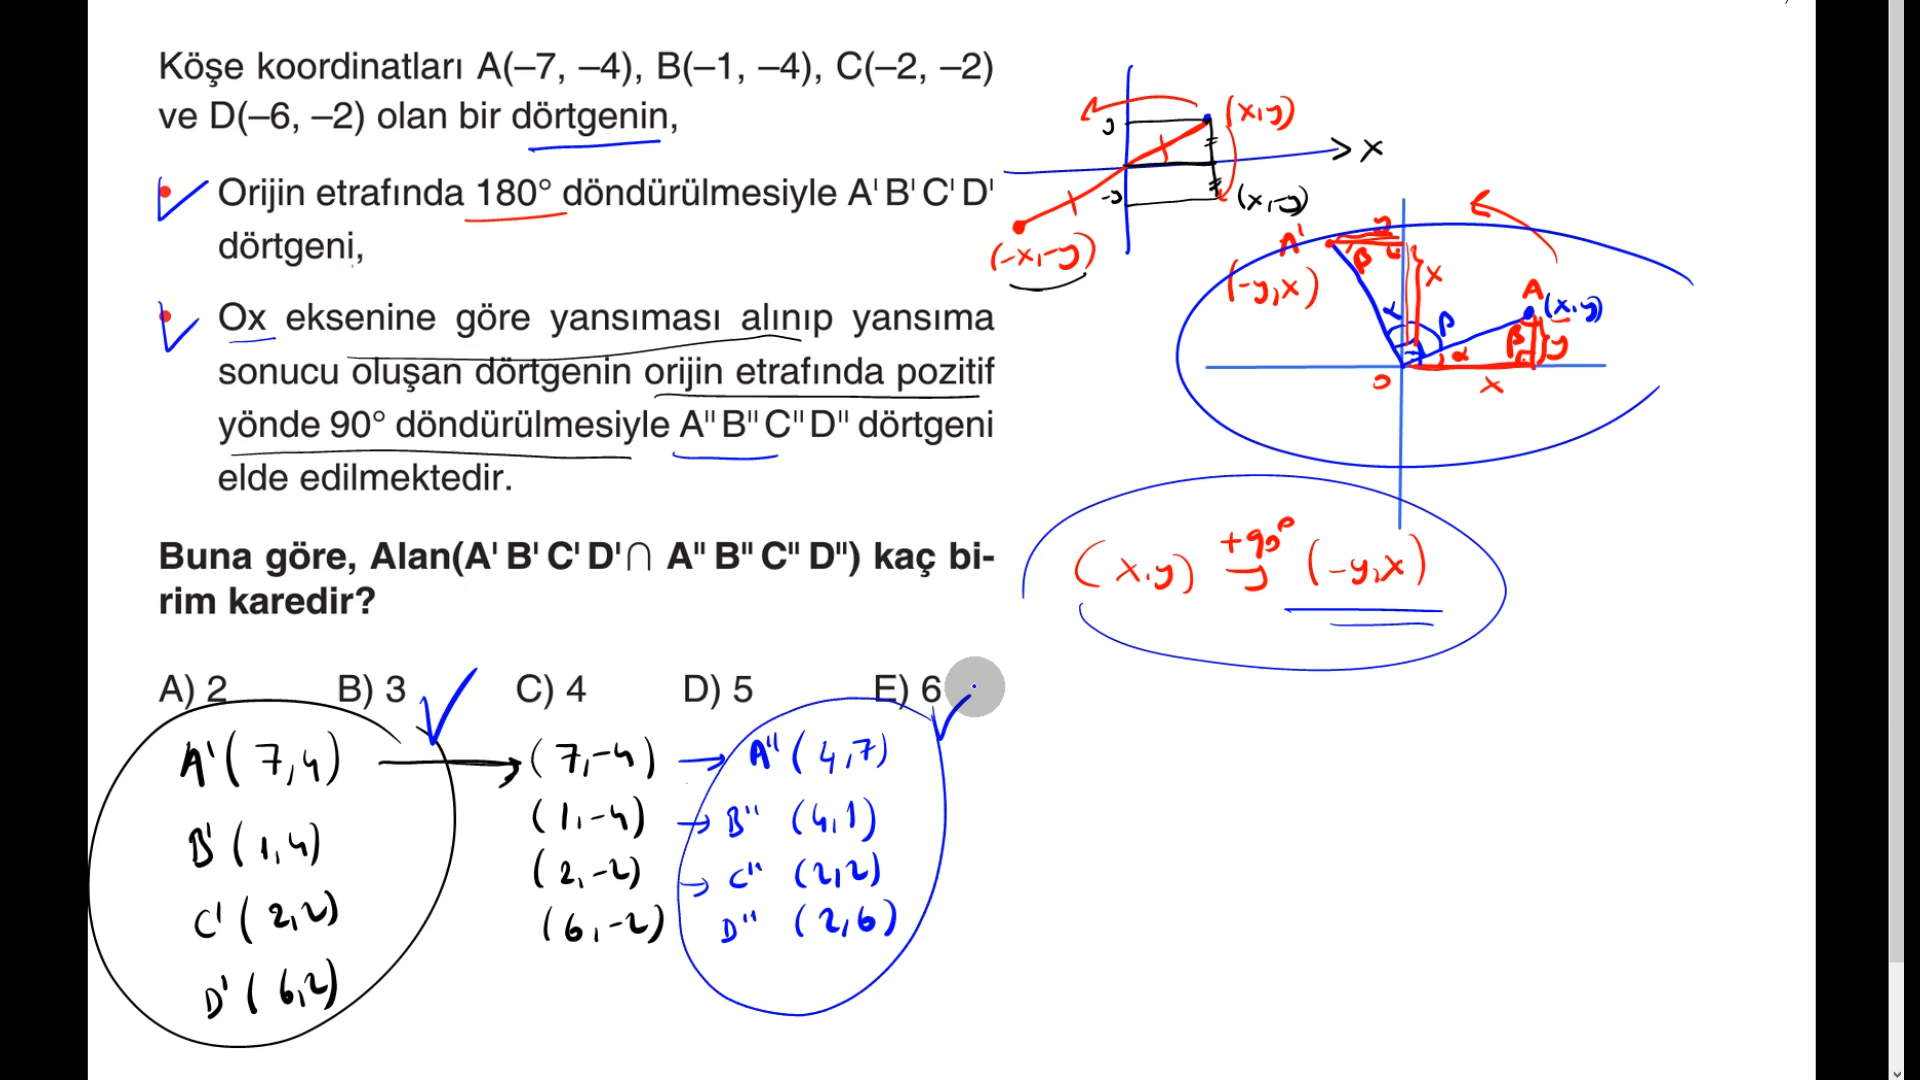 Köşe koordinatları A(–7, –4), B(–1, –4), C(–2, –2)
ve D(–6, –2) olan bir dörtgenin,
• Orijin etrafında 180° döndürülmesiyle A'B'C'D'
dörtgeni,
• Ox eksenine göre yansıması alınıp yansıma
sonucu oluşan dörtgenin orijin etrafında pozitif
yönde 90° döndürülmesiyle A"B"C"D" dörtgeni
elde edilmektedir.
Buna göre, Alan(A'B'C'D'∩ A"B"C"D") kaç bi-
rim karedir?
A) 2 B) 3 C) 4 D) 5 E) 6
A'(7,4) → (7,-4) → A"(4,7)
B'(1,4) (1,-4) → B" (4,1)
C'(2,2) (2,-2) → C" (2,2)
D'(6,2) (6,-2) D" (2,6)
(x,y)
y
> x
-y
(x,-y)
(-x,-y)
A'
y
β
(-y,x)
x
A (x,y)
α β
α β y
O x
(x,y) +90° (-y,x)